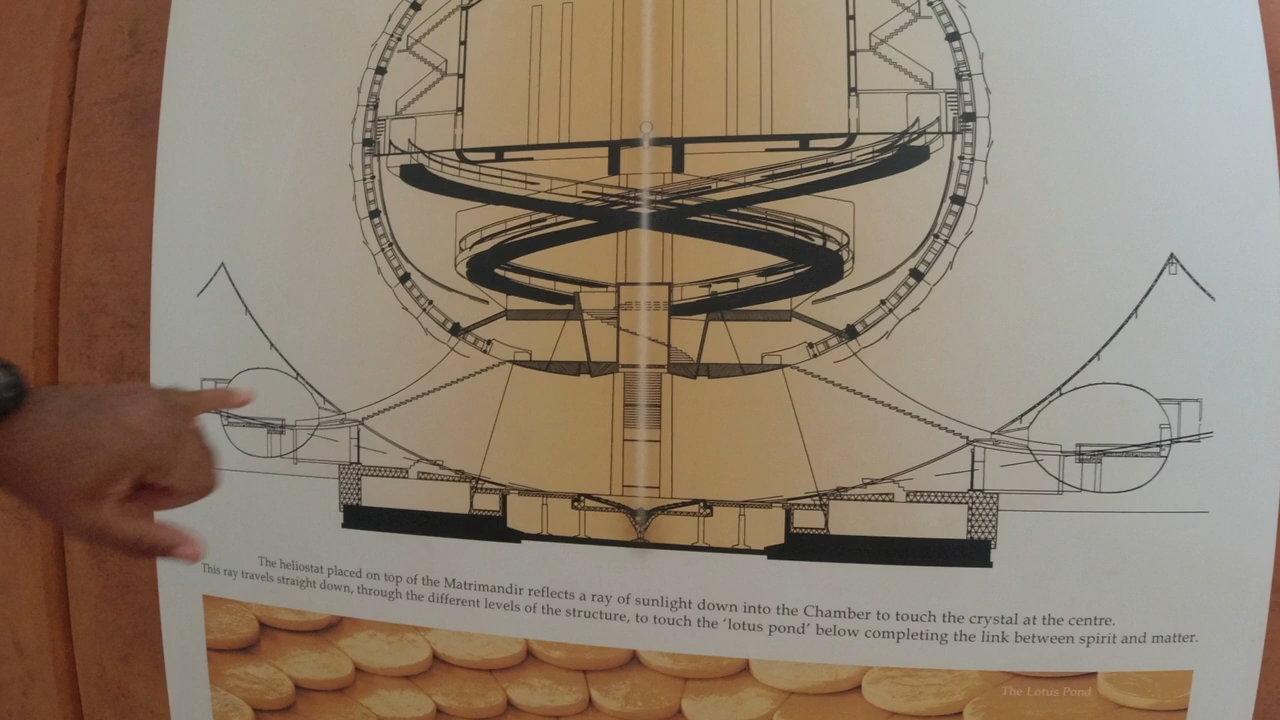 The heliostat placed on top of the Matrimandir reflects a ray of sunlight down into the Chamber to touch the crystal at the centre.
This ray travels straight down, through the different levels of the structure, to touch the 'lotus pond' below completing the link between spirit and matter.
The Lotus Pond